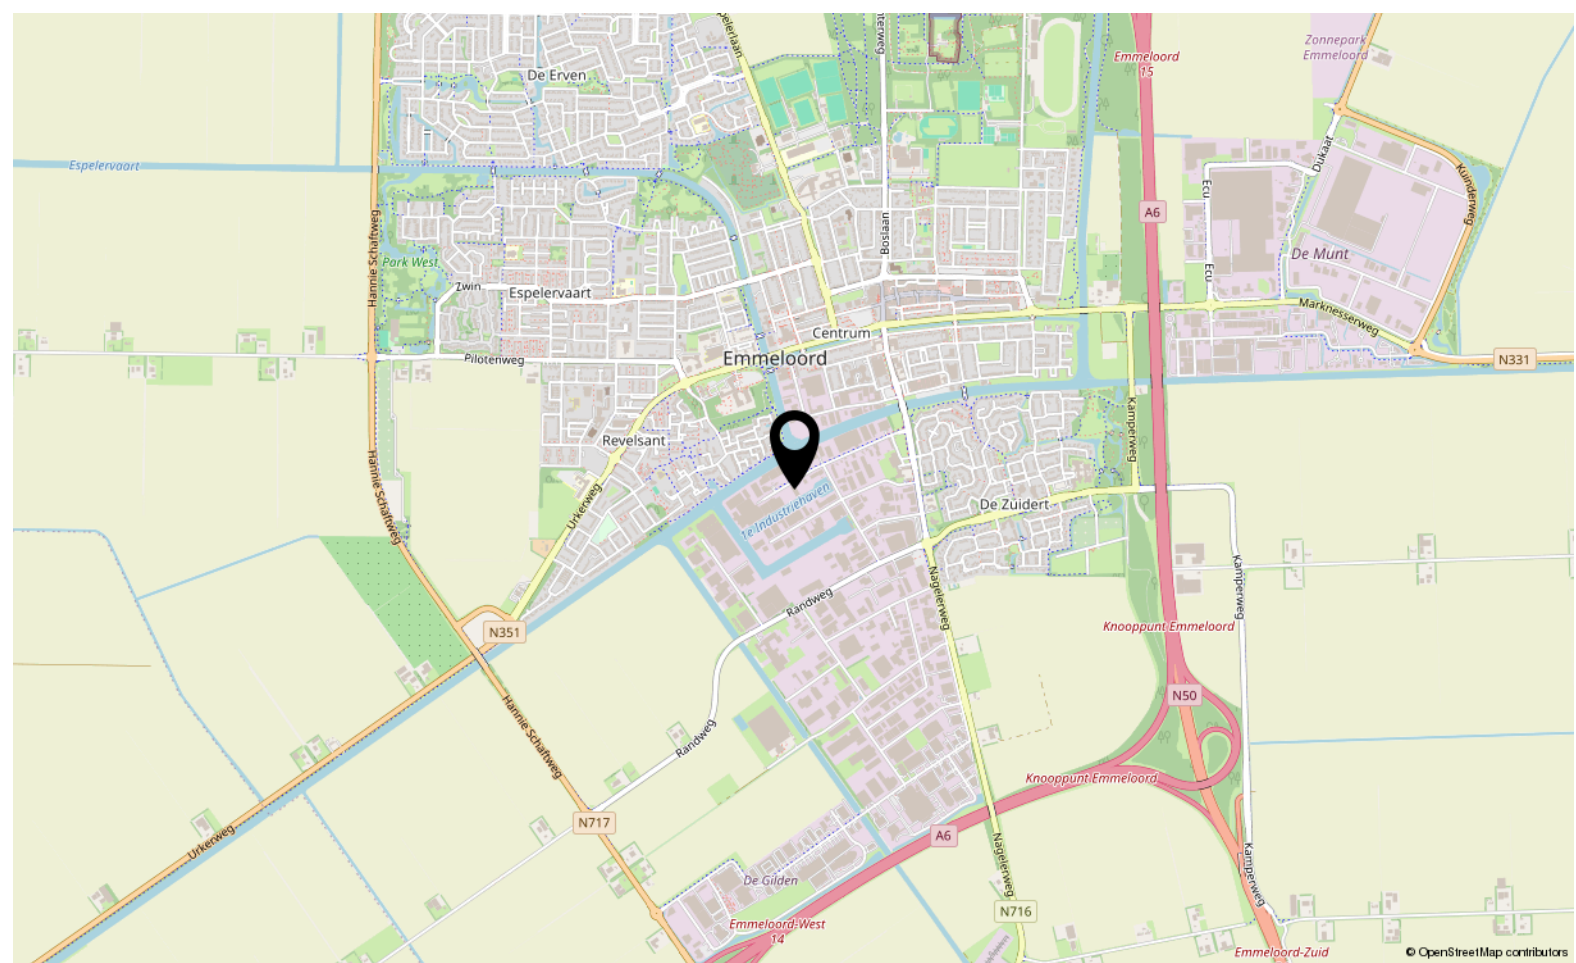 Espelerlaan
Emmeloord
15
Zonnepark
Emmeloord
De Erven
Espelervaart
Dukaat
Kuinderweg
Ecu
A6
Hannie Schaftweg
Boslaan
De Munt
Park West
Ecu
Zwin
Espelervaart
Marknesserweg
Centrum
Emmeloord
Pilotenweg
N331
Kamperweg
Revelsant
Hannie Schaftweg
Urkerweg
1e Industriehaven
De Zuidert
Nagelerweg
Kamperweg
Randweg
N351
Knooppunt Emmeloord
N50
Hannie Schaftweg
Randweg
Knooppunt Emmeloord
N717
A6
Urkerweg
Nagelerweg
Kamperweg
De Gilden
N716
Emmeloord-West
14
Emmeloord-Zuid
© OpenStreetMap contributors